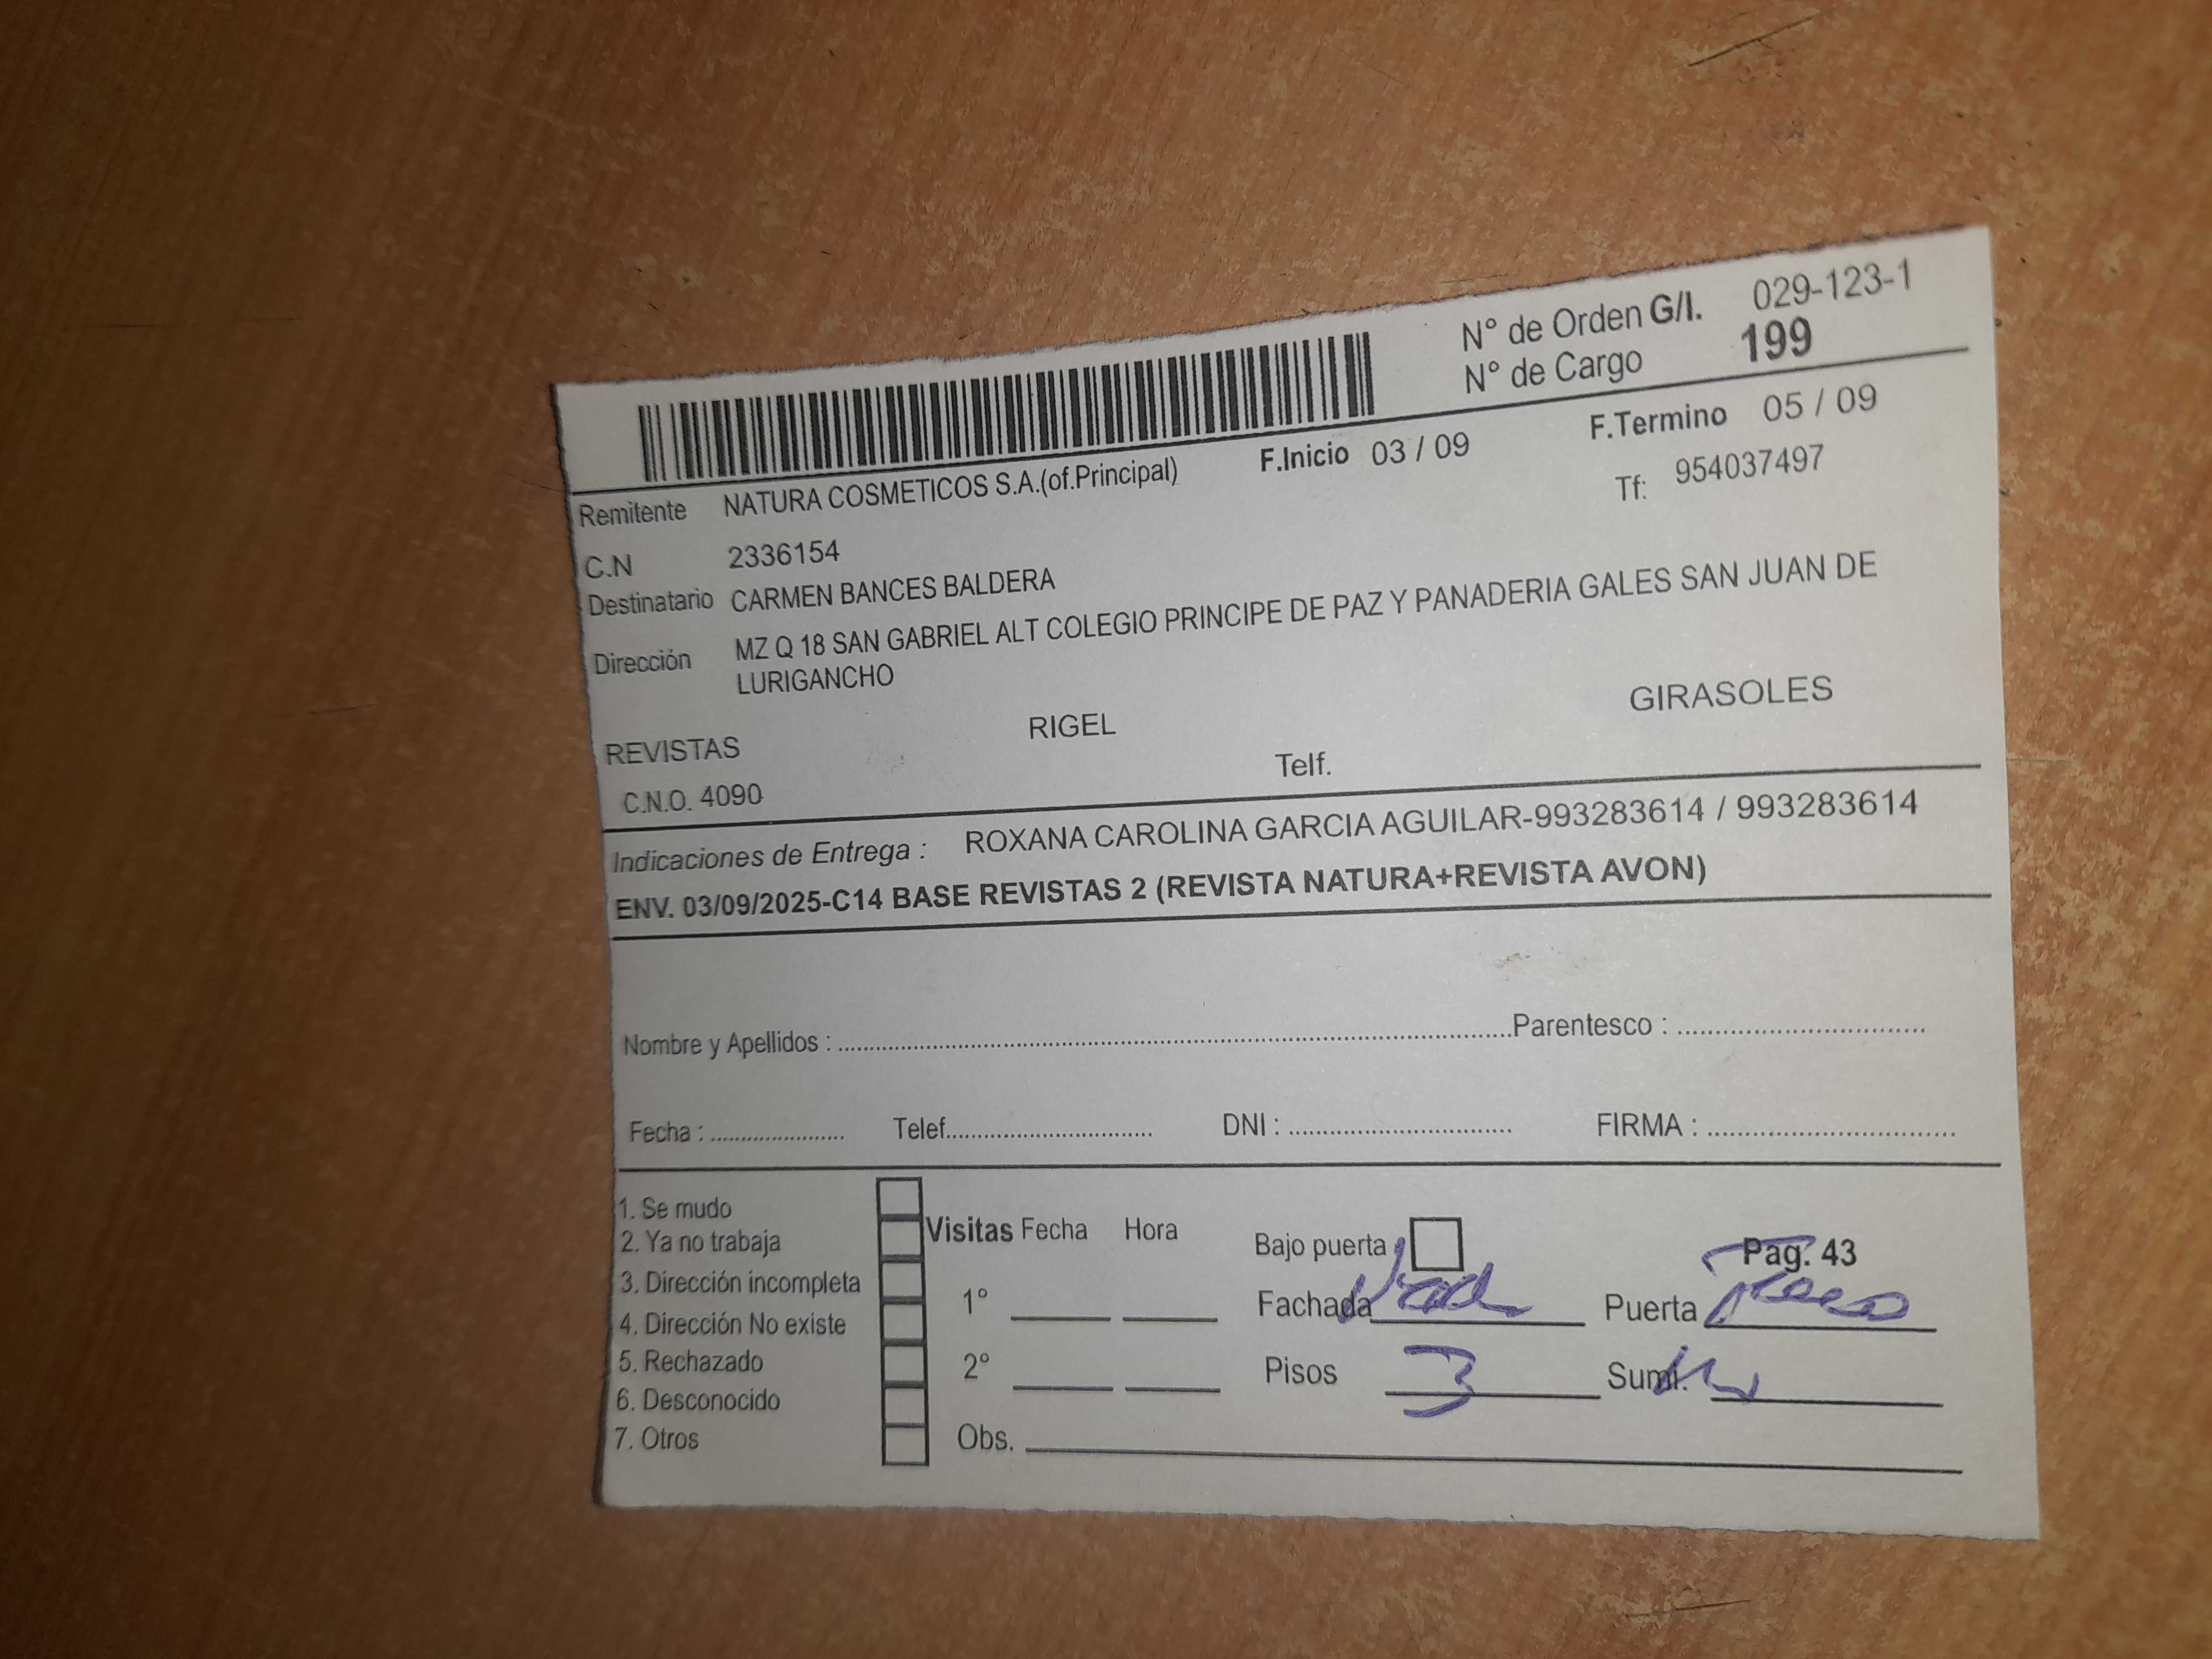 N° de Orden G/I. 029-123-1
N° de Cargo 199
F.Inicio 03 / 09 F.Termino 05 / 09
Remitente NATURA COSMETICOS S.A.(of.Principal) Tf: 954037497
C.N 2336154
Destinatario CARMEN BANCES BALDERA
Dirección MZ Q 18 SAN GABRIEL ALT COLEGIO PRINCIPE DE PAZ Y PANADERIA GALES SAN JUAN DE
LURIGANCHO
REVISTAS RIGEL GIRASOLES
C.N.O. 4090 Telf.
Indicaciones de Entrega : ROXANA CAROLINA GARCIA AGUILAR-993283614 / 993283614
ENV. 03/09/2025-C14 BASE REVISTAS 2 (REVISTA NATURA+REVISTA AVON)
Nombre y Apellidos : Parentesco :
Fecha : Telef. DNI : FIRMA :
1. Se mudo
2. Ya no trabaja Visitas Fecha Hora Bajo puerta Pag. 43
3. Dirección incompleta 1° Fachada Puerta
4. Dirección No existe
5. Rechazado 2° Pisos 3 Sumi.
6. Desconocido
7. Otros Obs.